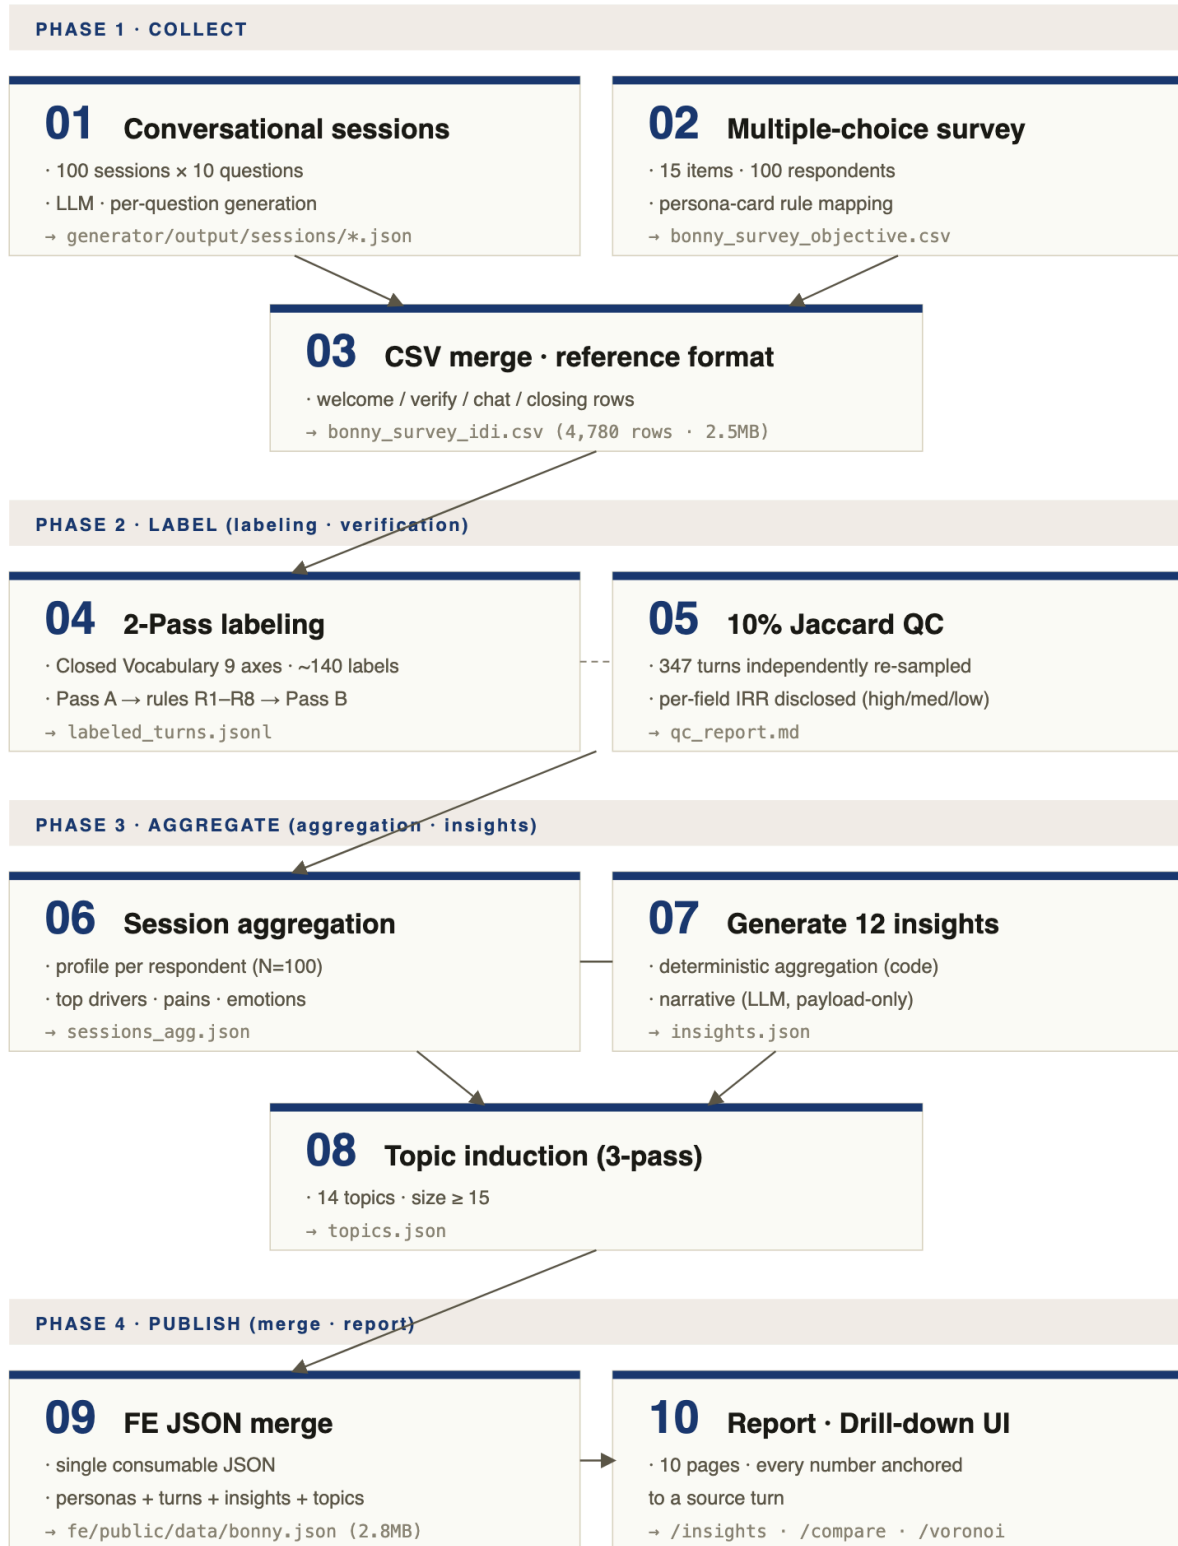 PHASE 1 · COLLECT
01 Conversational sessions
· 100 sessions × 10 questions
· LLM · per-question generation
→ generator/output/sessions/*.json
02 Multiple-choice survey
· 15 items · 100 respondents
· persona-card rule mapping
→ bonny_survey_objective.csv
03 CSV merge · reference format
· welcome / verify / chat / closing rows
→ bonny_survey_idi.csv (4,780 rows · 2.5MB)
PHASE 2 · LABEL (labeling · verification)
04 2-Pass labeling
· Closed Vocabulary 9 axes · ~140 labels
· Pass A → rules R1–R8 → Pass B
→ labeled_turns.jsonl
05 10% Jaccard QC
· 347 turns independently re-sampled
· per-field IRR disclosed (high/med/low)
→ qc_report.md
PHASE 3 · AGGREGATE (aggregation · insights)
06 Session aggregation
· profile per respondent (N=100)
· top drivers · pains · emotions
→ sessions_agg.json
07 Generate 12 insights
· deterministic aggregation (code)
· narrative (LLM, payload-only)
→ insights.json
08 Topic induction (3-pass)
· 14 topics · size ≥ 15
→ topics.json
PHASE 4 · PUBLISH (merge · report)
09 FE JSON merge
· single consumable JSON
· personas + turns + insights + topics
→ fe/public/data/bonny.json (2.8MB)
10 Report · Drill-down UI
· 10 pages · every number anchored
to a source turn
→ /insights · /compare · /voronoi